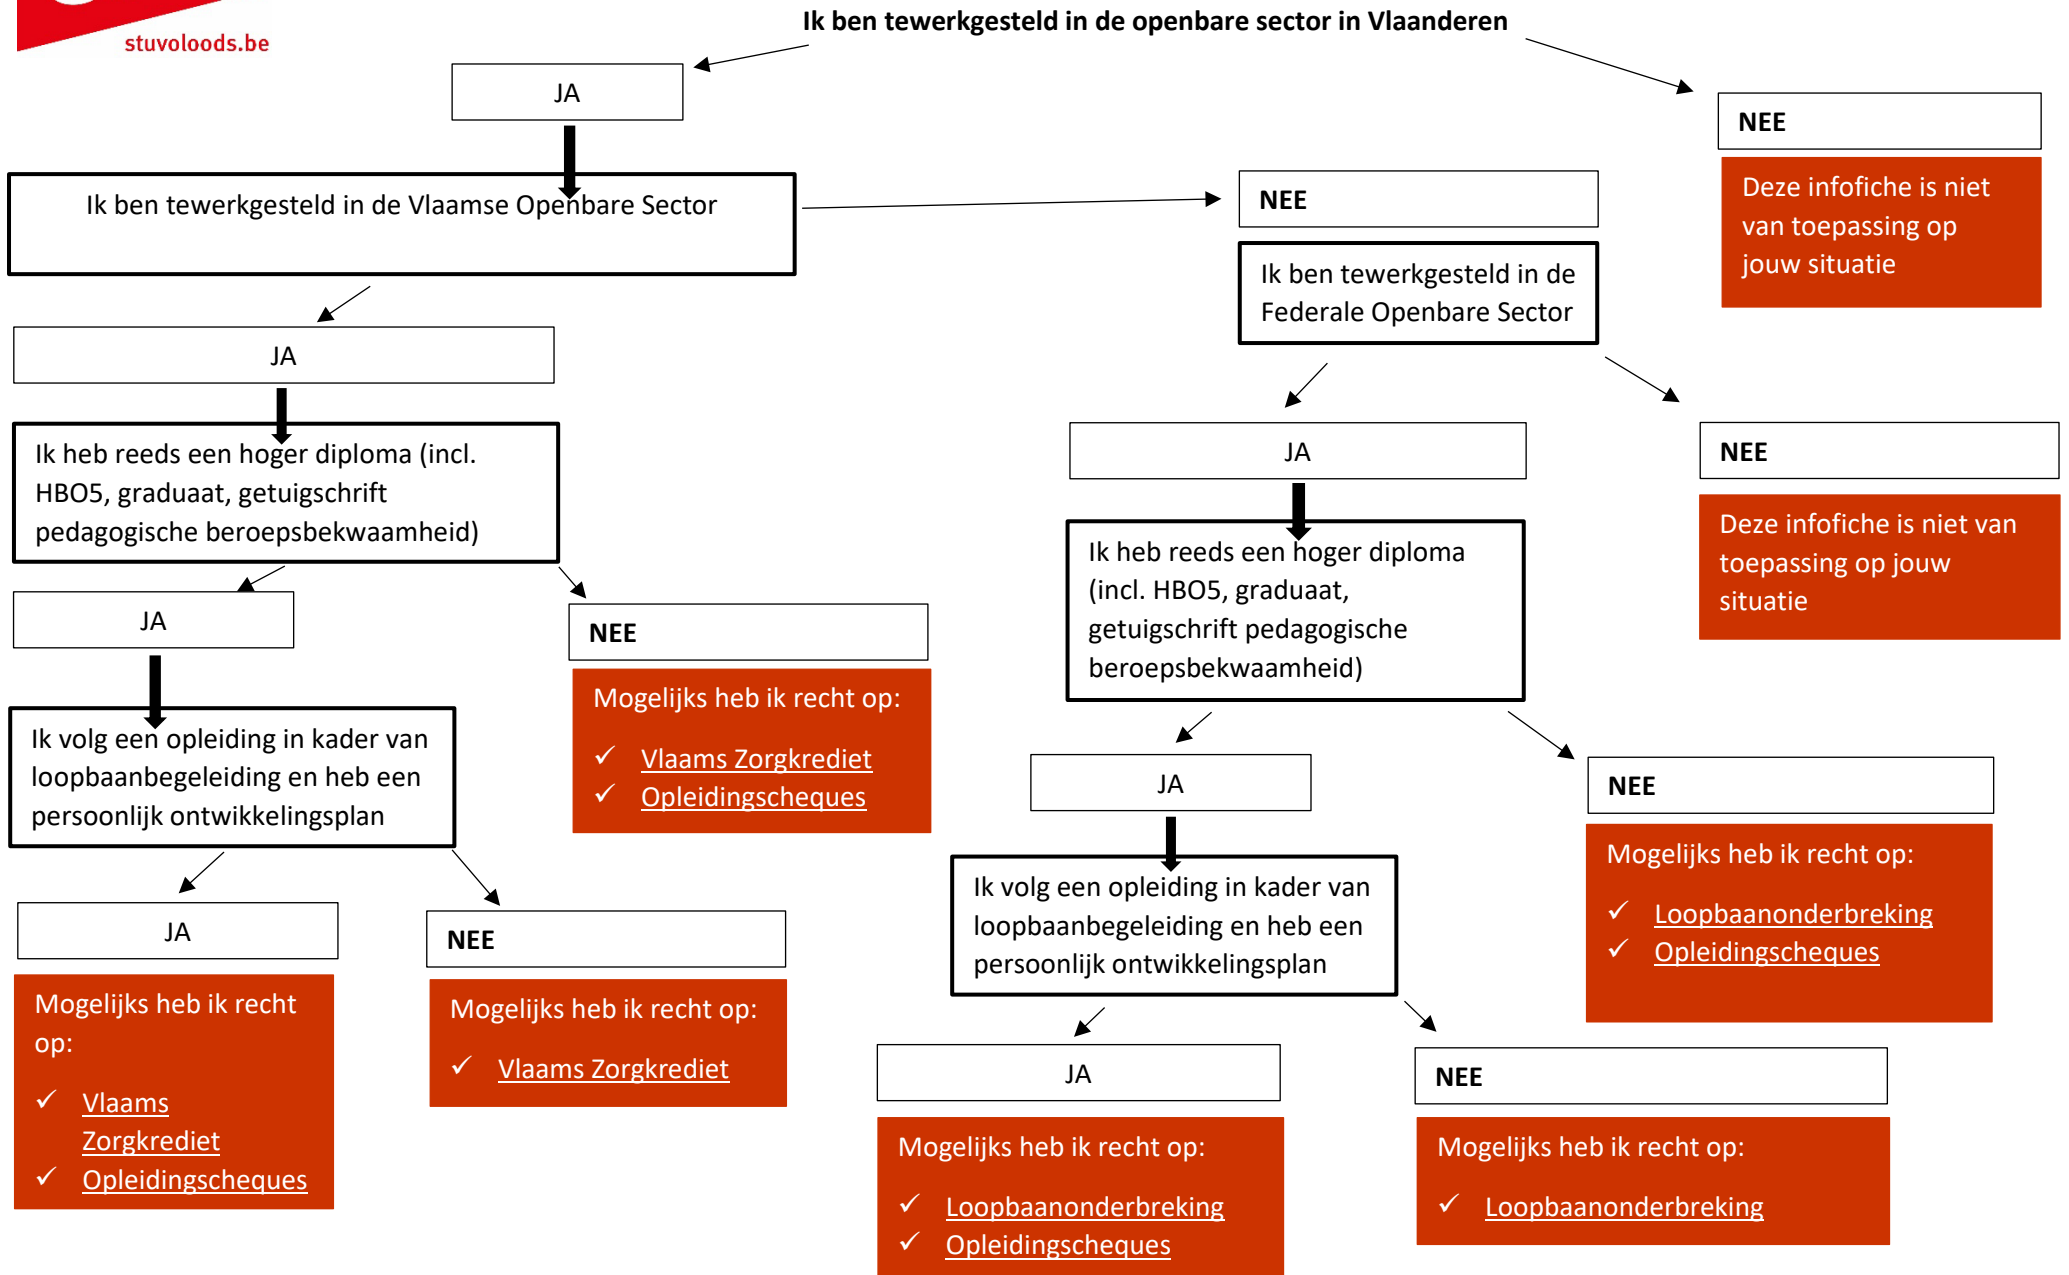 stuvoloods.be
Ik ben tewerkgesteld in de openbare sector in Vlaanderen
JA
NEE
Deze infofiche is niet
van toepassing op
jouw situatie
Ik ben tewerkgesteld in de Vlaamse Openbare Sector
NEE
Ik ben tewerkgesteld in de
Federale Openbare Sector
JA
Ik heb reeds een hoger diploma (incl.
HBO5, graduaat, getuigschrift
pedagogische beroepsbekwaamheid)
JA
NEE
Mogelijks heb ik recht op:
✓ Vlaams Zorgkrediet
✓ Opleidingscheques
Ik volg een opleiding in kader van
loopbaanbegeleiding en heb een
persoonlijk ontwikkelingsplan
JA
Mogelijks heb ik recht
op:
✓ Vlaams
Zorgkrediet
✓ Opleidingscheques
NEE
Mogelijks heb ik recht op:
✓ Vlaams Zorgkrediet
JA
NEE
Deze infofiche is niet van
toepassing op jouw
situatie
Ik heb reeds een hoger diploma
(incl. HBO5, graduaat,
getuigschrift pedagogische
beroepsbekwaamheid)
JA
NEE
Mogelijks heb ik recht op:
✓ Loopbaanonderbreking
✓ Opleidingscheques
Ik volg een opleiding in kader van
loopbaanbegeleiding en heb een
persoonlijk ontwikkelingsplan
JA
Mogelijks heb ik recht op:
✓ Loopbaanonderbreking
✓ Opleidingscheques
NEE
Mogelijks heb ik recht op:
✓ Loopbaanonderbreking